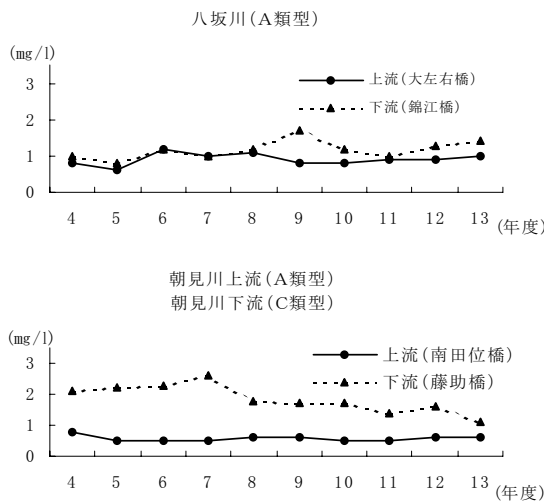 八坂川(A類型)
(mg/l)
3
2
1
0
上流(大左右橋)
下流(錦江橋)
4 5 6 7 8 9 10 11 12 13
(年度)
朝見川上流(A類型)
朝見川下流(C類型)
(mg/l)
3
2
1
0
上流(南田位橋)
下流(藤助橋)
4 5 6 7 8 9 10 11 12 13
(年度)